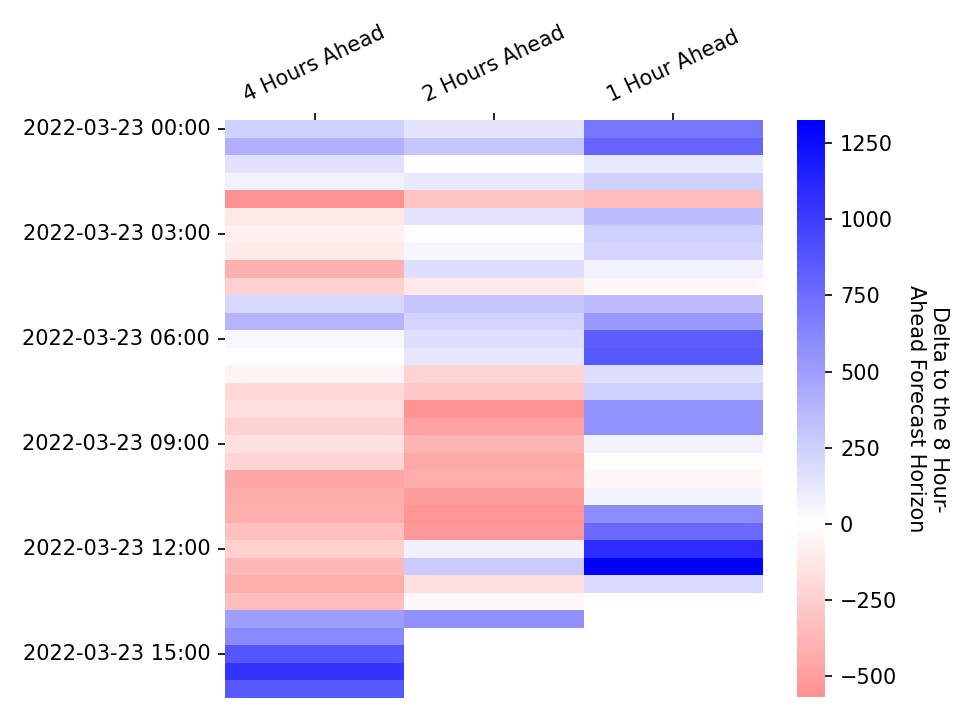 4 Hours Ahead
2 Hours Ahead
1 Hour Ahead
2022-03-23 00:00
2022-03-23 03:00
2022-03-23 06:00
2022-03-23 09:00
2022-03-23 12:00
2022-03-23 15:00
1250
1000
750
500
250
0
−250
−500
Delta to the 8 Hour-
Ahead Forecast Horizon